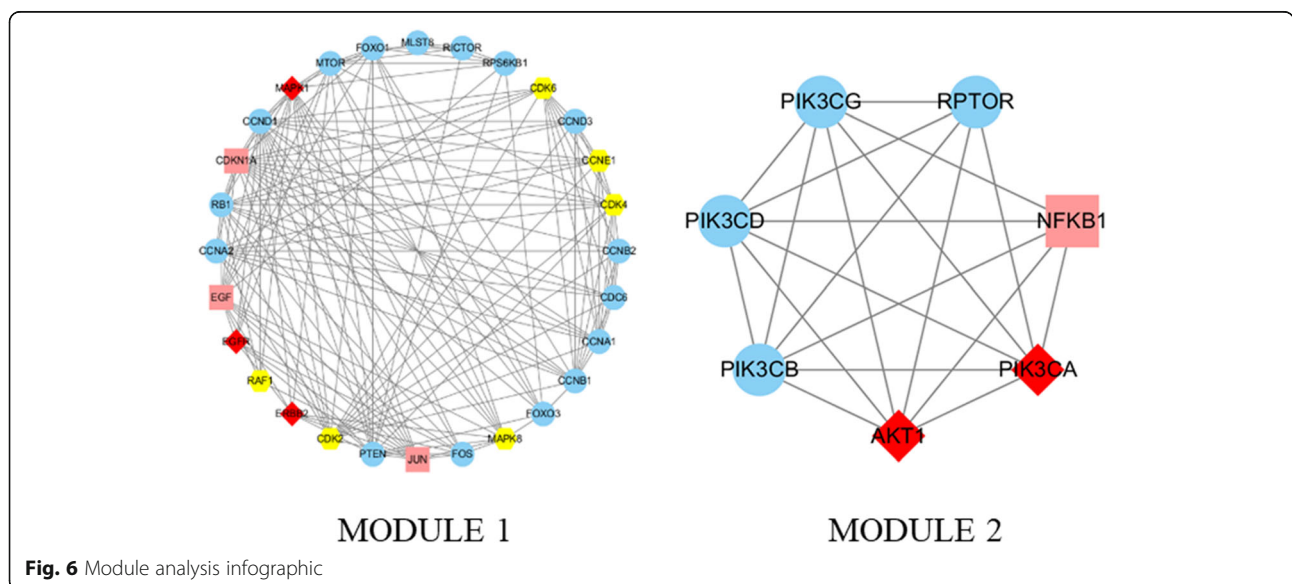 MLST8
FOXO1
RICTOR
MTOR
RPS6KB1
MAPK1
CDK6
CCND1
CCND3
CDKN1A
CCNE1
RB1
CDK4
CCNA2
CCNB2
EGF
CDC6
EGFR
CCNA1
RAF1
CCNB1
ERBB2
FOXO3
CDK2
MAPK8
PTEN
JUN
FOS
PIK3CG
RPTOR
PIK3CD
NFKB1
PIK3CB
PIK3CA
AKT1
MODULE 1
MODULE 2
Fig. 6 Module analysis infographic